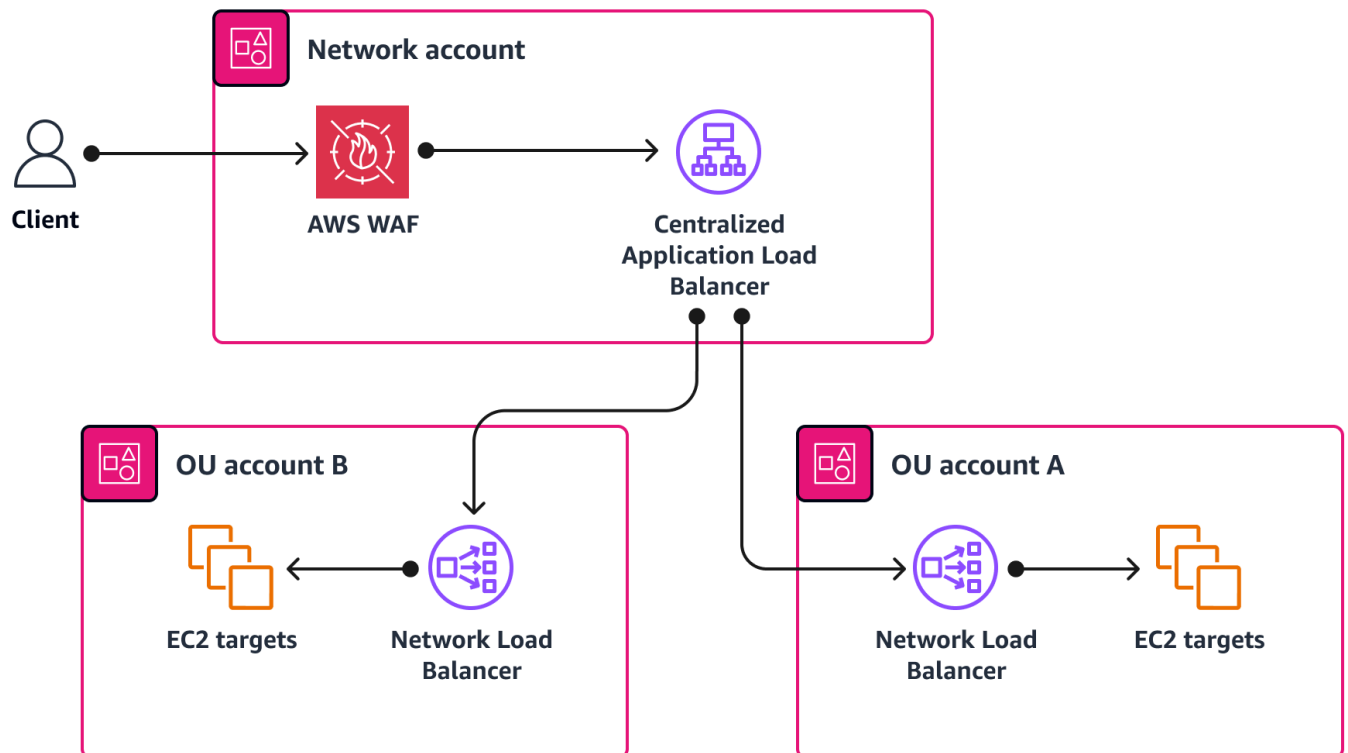 Network account
Client
AWS WAF
Centralized
Application Load
Balancer
OU account B
EC2 targets
Network Load
Balancer
OU account A
Network Load
Balancer
EC2 targets